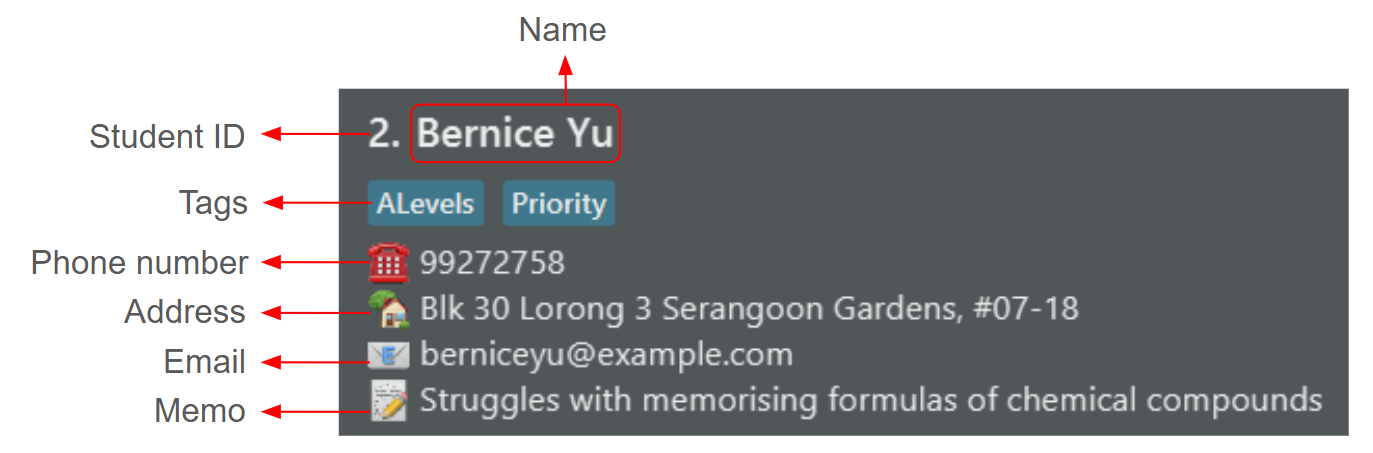 Name
Student ID
2. Bernice Yu
Tags
ALevels Priority
Phone number
99272758
Address
Blk 30 Lorong 3 Serangoon Gardens, #07-18
Email
berniceyu@example.com
Memo
Struggles with memorising formulas of chemical compounds